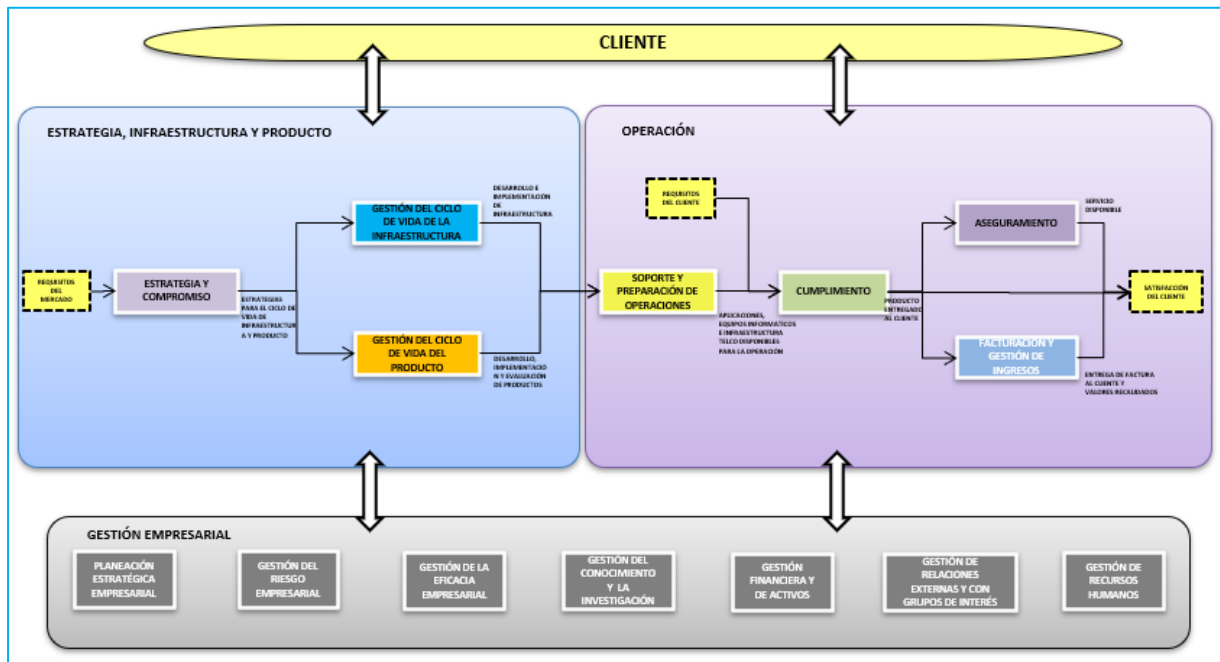 CLIENTE
ESTRATEGIA, INFRAESTRUCTURA Y PRODUCTO
REQUISITOS
DEL
MERCADO
ESTRATEGIA Y
COMPROMISO
ESTRATEGIAS
PARA EL CICLO DE
VIDA DE
INFRAESTRUCTUR
A Y PRODUCTO
GESTIÓN DEL CICLO
DE VIDA DE LA
INFRAESTRUCTURA
DESARROLLO E
IMPLEMENTACIÓN
DE
INFRAESTRUCTURA
GESTIÓN DEL CICLO
DE VIDA DEL
PRODUCTO
DESARROLLO,
IMPLEMENTACIÓ
N Y EVALUACIÓN
DE PRODUCTOS
OPERACIÓN
REQUISITOS
DEL CLIENTE
SOPORTE Y
PREPARACIÓN DE
OPERACIONES
APLICACIONES,
EQUIPOS INFORMATICOS
E INFRAESTRUCTURA
TELCO DISPONIBLES
PARA LA OPERACIÓN
CUMPLIMIENTO
PRODUCTO
ENTREGADO
AL CLIENTE
ASEGURAMIENTO
SERVICIO
DISPONIBLE
FACTURACIÓN Y
GESTIÓN DE
INGRESOS
ENTREGA DE FACTURA
AL CLIENTE Y
VALORES RECAUDADOS
SATISFACCIÓN
DEL CLIENTE
GESTIÓN EMPRESARIAL
PLANEACIÓN
ESTRATÉGICA
EMPRESARIAL
GESTIÓN DEL
RIESGO
EMPRESARIAL
GESTIÓN DE LA
EFICACIA
EMPRESARIAL
GESTIÓN DEL
CONOCIMIENTO
Y LA
INVESTIGACIÓN
GESTIÓN
FINANCIERA Y
DE ACTIVOS
GESTIÓN DE
RELACIONES
EXTERNAS Y CON
GRUPOS DE INTERÉS
GESTIÓN DE
RECURSOS
HUMANOS